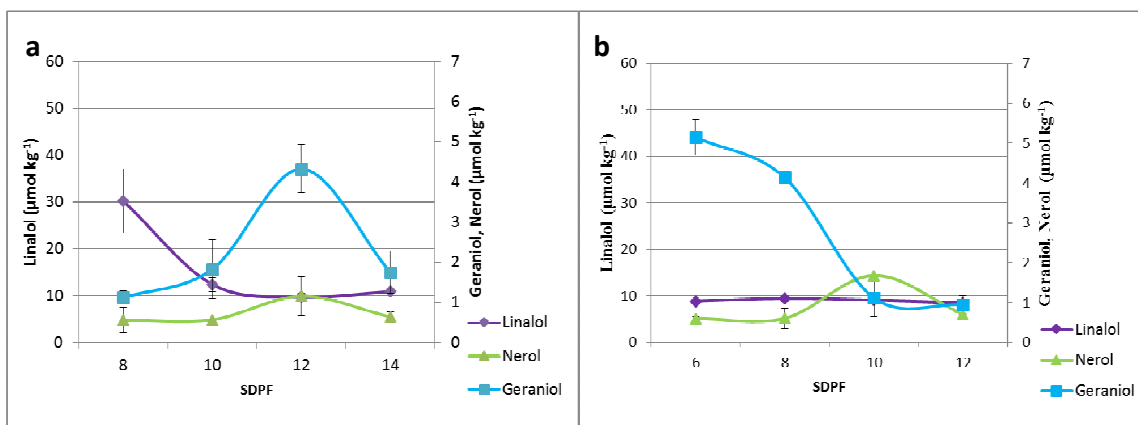 a
60
50
40
30
20
10
0
Linalol (µmol kg-1)
7
6
5
4
3
2
1
0
Geraniol, Nerol (µmol kg-1)
8 10 12 14
SDPF
Linalol
Nerol
Geraniol
b
60
50
40
30
20
10
0
Linalol (µmol kg-1)
7
6
5
4
3
2
1
0
Geraniol, Nerol (µmol kg-1)
6 8 10 12
SDPF
Linalol
Nerol
Geraniol